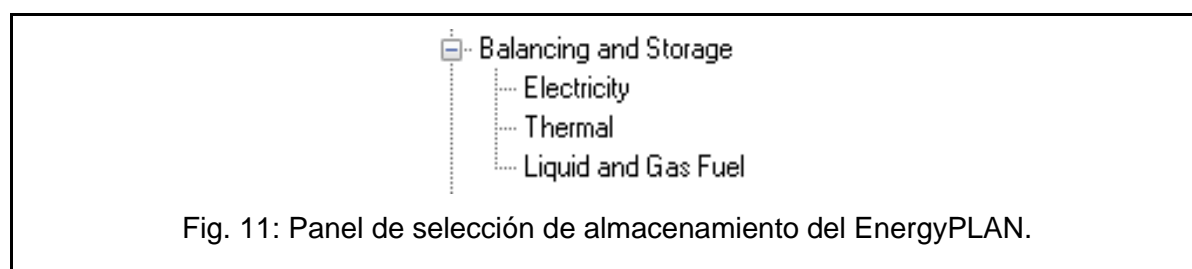 Balancing and Storage
Electricity
Thermal
Liquid and Gas Fuel
Fig. 11: Panel de selección de almacenamiento del EnergyPLAN.